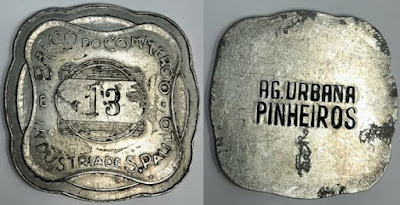 BANCO DO COMMERCIO
E INDUSTRIA DE S. PAULO
13
AG. URBANA
PINHEIROS